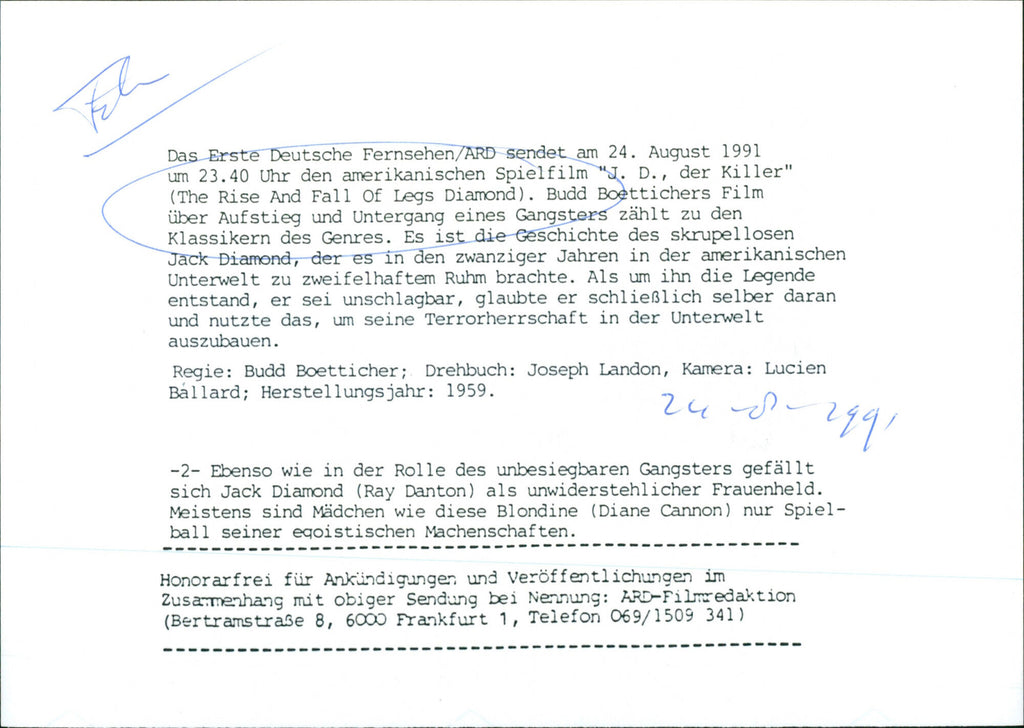 Das Erste Deutsche Fernsehen/ARD sendet am 24. August 1991
um 23.40 Uhr den amerikanischen Spielfilm "J. D., der Killer"
(The Rise And Fall Of Legs Diamond). Budd Boettichers Film
über Aufstieg und Untergang eines Gangsters zählt zu den
Klassikern des Genres. Es ist die Geschichte des skrupellosen
Jack Diamond, der es in den zwanziger Jahren in der amerikanischen
Unterwelt zu zweifelhaftem Ruhm brachte. Als um ihn die Legende
entstand, er sei unschlagbar, glaubte er schließlich selber daran
und nutzte das, um seine Terrorherrschaft in der Unterwelt
auszubauen.
Regie: Budd Boetticher; Drehbuch: Joseph Landon, Kamera: Lucien
Ballard; Herstellungsjahr: 1959.
24-8-1991
-2- Ebenso wie in der Rolle des unbesiegbaren Gangsters gefällt
sich Jack Diamond (Ray Danton) als unwiderstehlicher Frauenheld.
Meistens sind Mädchen wie diese Blondine (Diane Cannon) nur Spiel-
ball seiner egoistischen Machenschaften.
Honorarfrei für Ankündigungen und Veröffentlichungen im
Zusammenhang mit obiger Sendung bei Nennung: ARD-Filmredaktion
(Bertramstraße 8, 6000 Frankfurt 1, Telefon 069/1509 341)